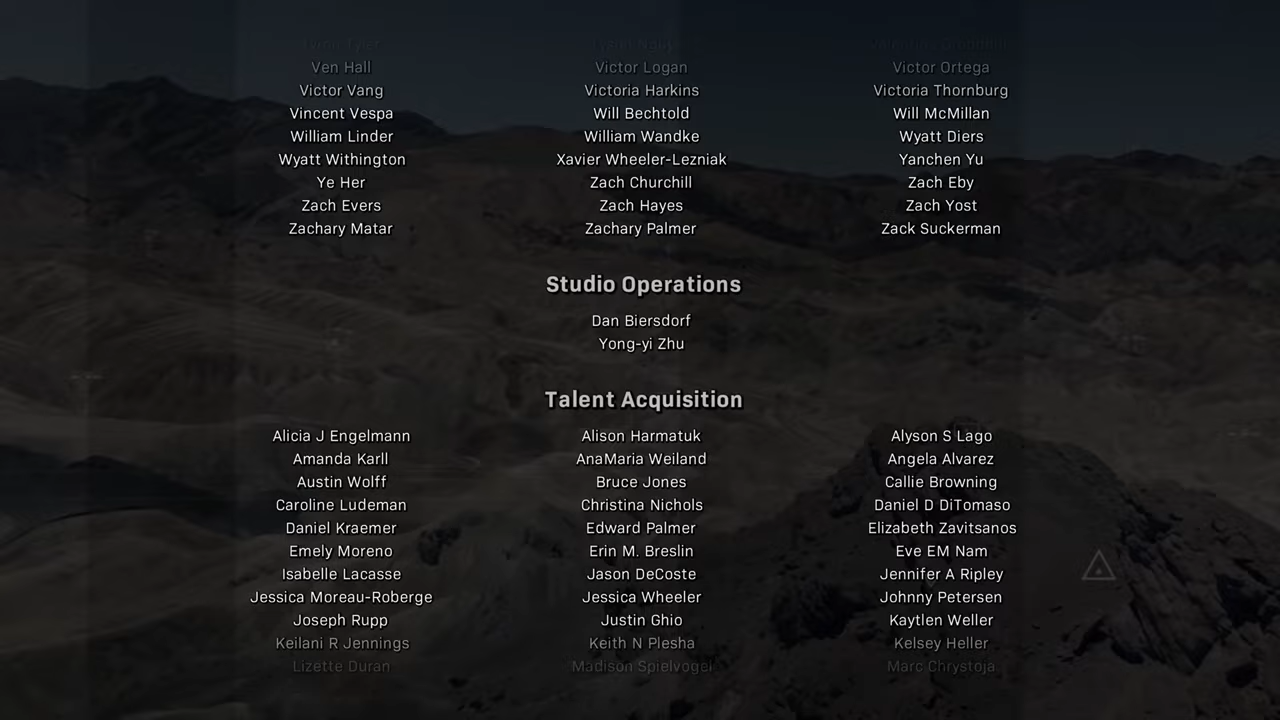 Ven Hall Victor Logan Victor Ortega
Victor Vang Victoria Harkins Victoria Thornburg
Vincent Vespa Will Bechtold Will McMillan
William Linder William Wandke Wyatt Diers
Wyatt Withington Xavier Wheeler-Lezniak Yanchen Yu
Ye Her Zach Churchill Zach Eby
Zach Evers Zach Hayes Zach Yost
Zachary Matar Zachary Palmer Zack Suckerman
Studio Operations
Dan Biersdorf
Yong-yi Zhu
Talent Acquisition
Alicia J Engelmann Alison Harmatuk Alyson S Lago
Amanda Karll AnaMaria Weiland Angela Alvarez
Austin Wolff Bruce Jones Callie Browning
Caroline Ludeman Christina Nichols Daniel D DiTomaso
Daniel Kraemer Edward Palmer Elizabeth Zavitsanos
Emely Moreno Erin M. Breslin Eve EM Nam
Isabelle Lacasse Jason DeCoste Jennifer A Ripley
Jessica Moreau-Roberge Jessica Wheeler Johnny Petersen
Joseph Rupp Justin Ghio Kaytlen Weller
Keilani R Jennings Keith N Plesha Kelsey Heller
Lizette Duran Madison Spielvogel Marc Chrystoja